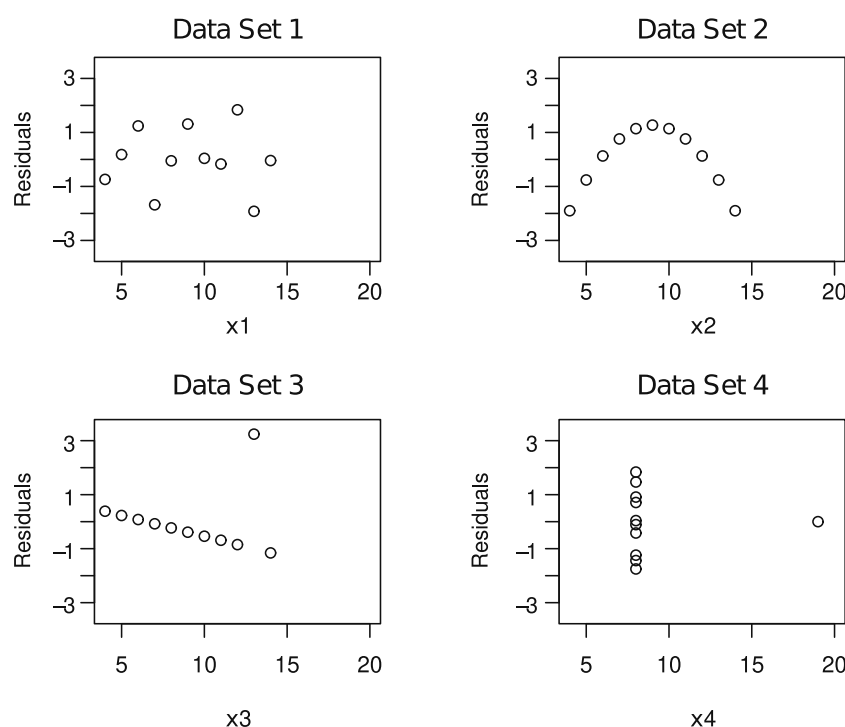 Data Set 1
Residuals
3
1
–1
–3
5 10 15 20
x1
Data Set 2
Residuals
3
1
–1
–3
5 10 15 20
x2
Data Set 3
Residuals
3
1
–1
–3
5 10 15 20
x3
Data Set 4
Residuals
3
1
–1
–3
5 10 15 20
x4